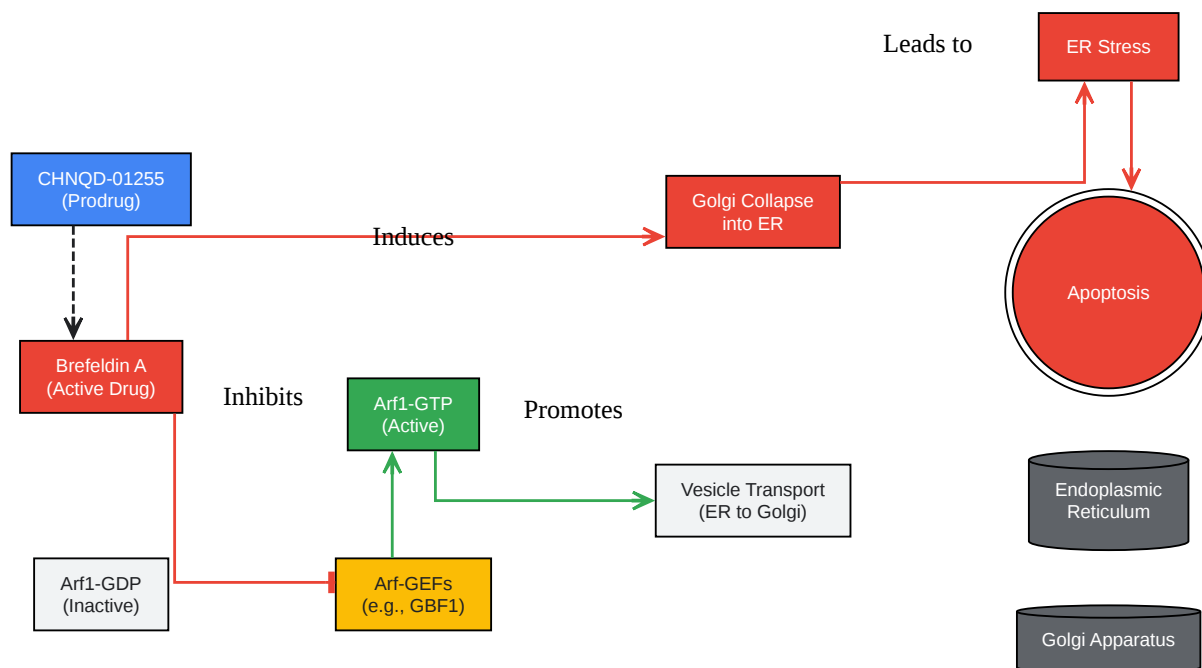 Leads to
ER Stress
CHNQD-01255
(Prodrug)
Golgi Collapse
into ER
Induces
Apoptosis
Brefeldin A
(Active Drug)
Inhibits
Arf1-GTP
(Active)
Promotes
Vesicle Transport
(ER to Golgi)
Endoplasmic
Reticulum
Arf1-GDP
(Inactive)
Arf-GEFs
(e.g., GBF1)
Golgi Apparatus